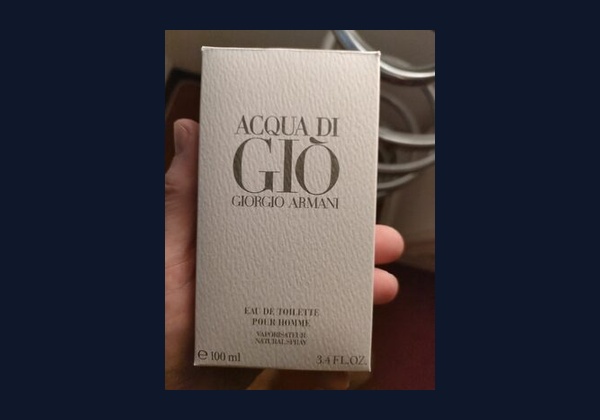 ACQUA DI
GIÒ
GIORGIO ARMANI
EAU DE TOILETTE
POUR HOMME
VAPORISATEUR
NATURAL SPRAY
℮ 100 ml 3.4 FL.OZ.